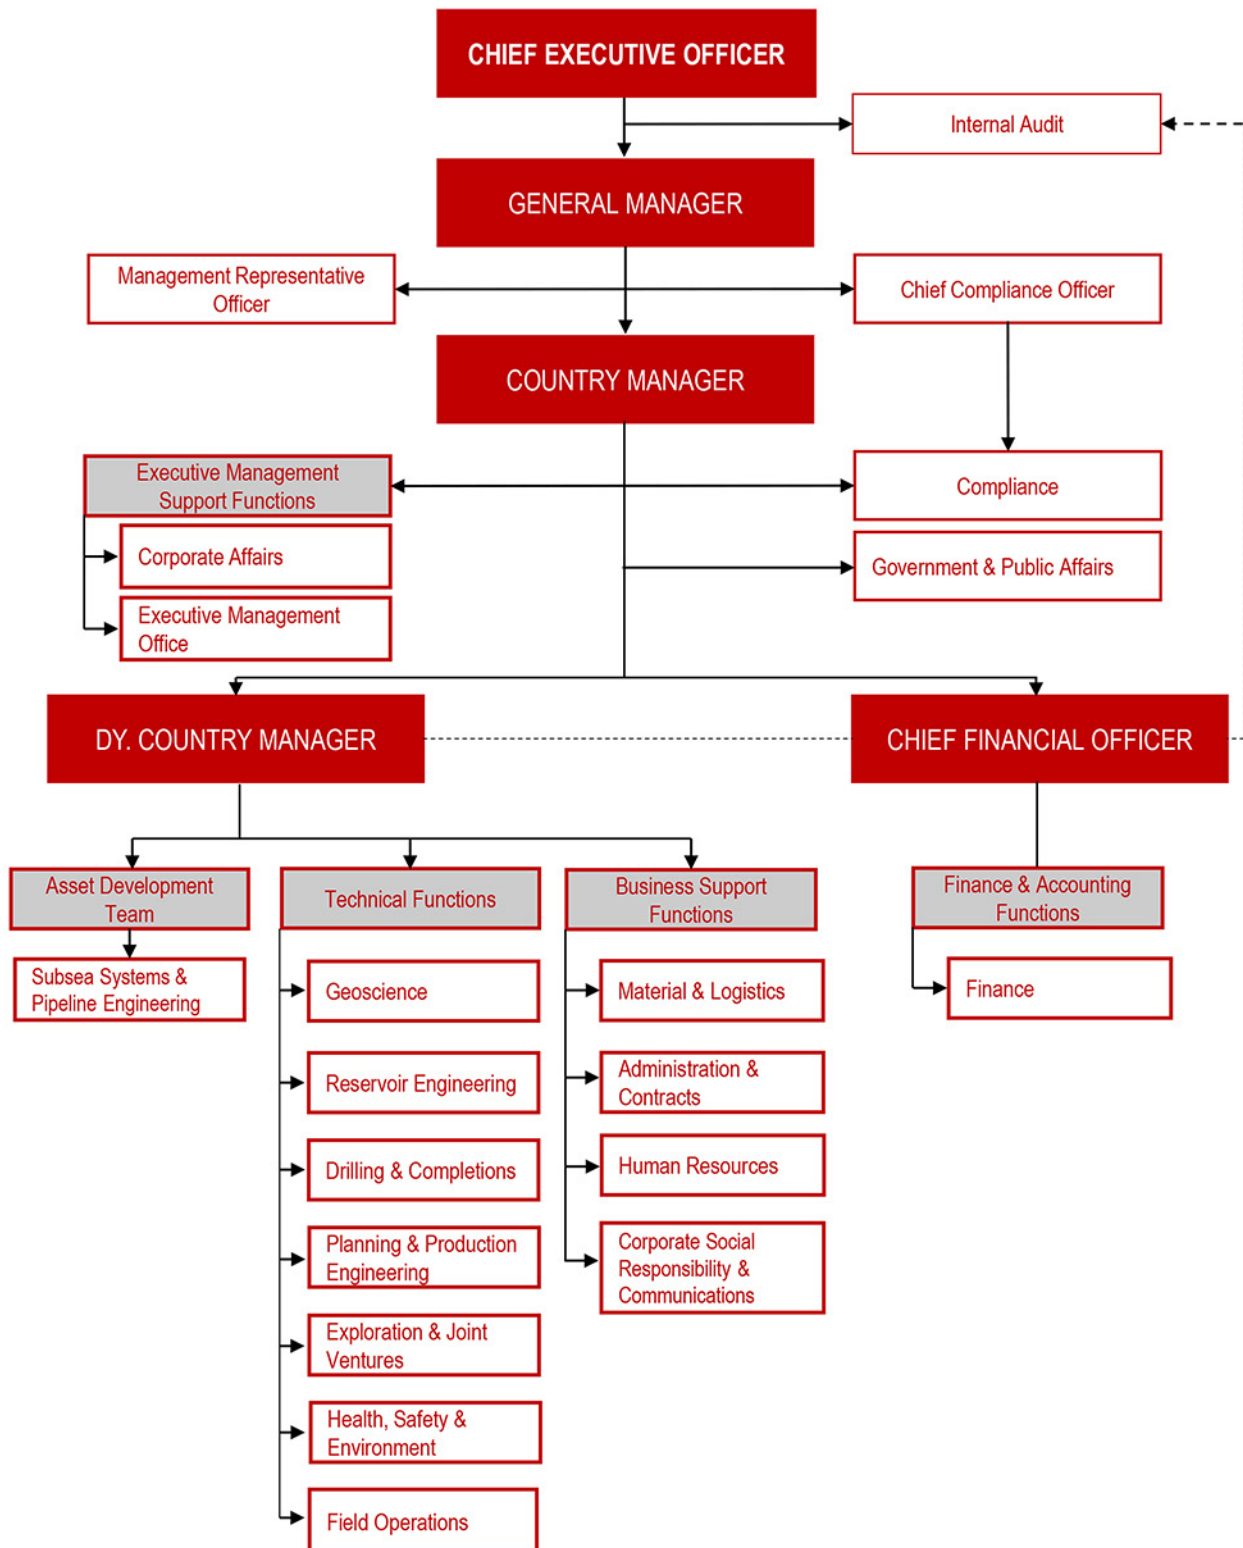 CHIEF EXECUTIVE OFFICER
Internal Audit
GENERAL MANAGER
Management Representative
Officer
Chief Compliance Officer
COUNTRY MANAGER
Executive Management
Support Functions
Compliance
Corporate Affairs
Government & Public Affairs
Executive Management
Office
DY. COUNTRY MANAGER
CHIEF FINANCIAL OFFICER
Asset Development
Team
Subsea Systems &
Pipeline Engineering
Technical Functions
Geoscience
Reservoir Engineering
Drilling & Completions
Planning & Production
Engineering
Exploration & Joint
Ventures
Health, Safety &
Environment
Field Operations
Business Support
Functions
Material & Logistics
Administration &
Contracts
Human Resources
Corporate Social
Responsibility &
Communications
Finance & Accounting
Functions
Finance